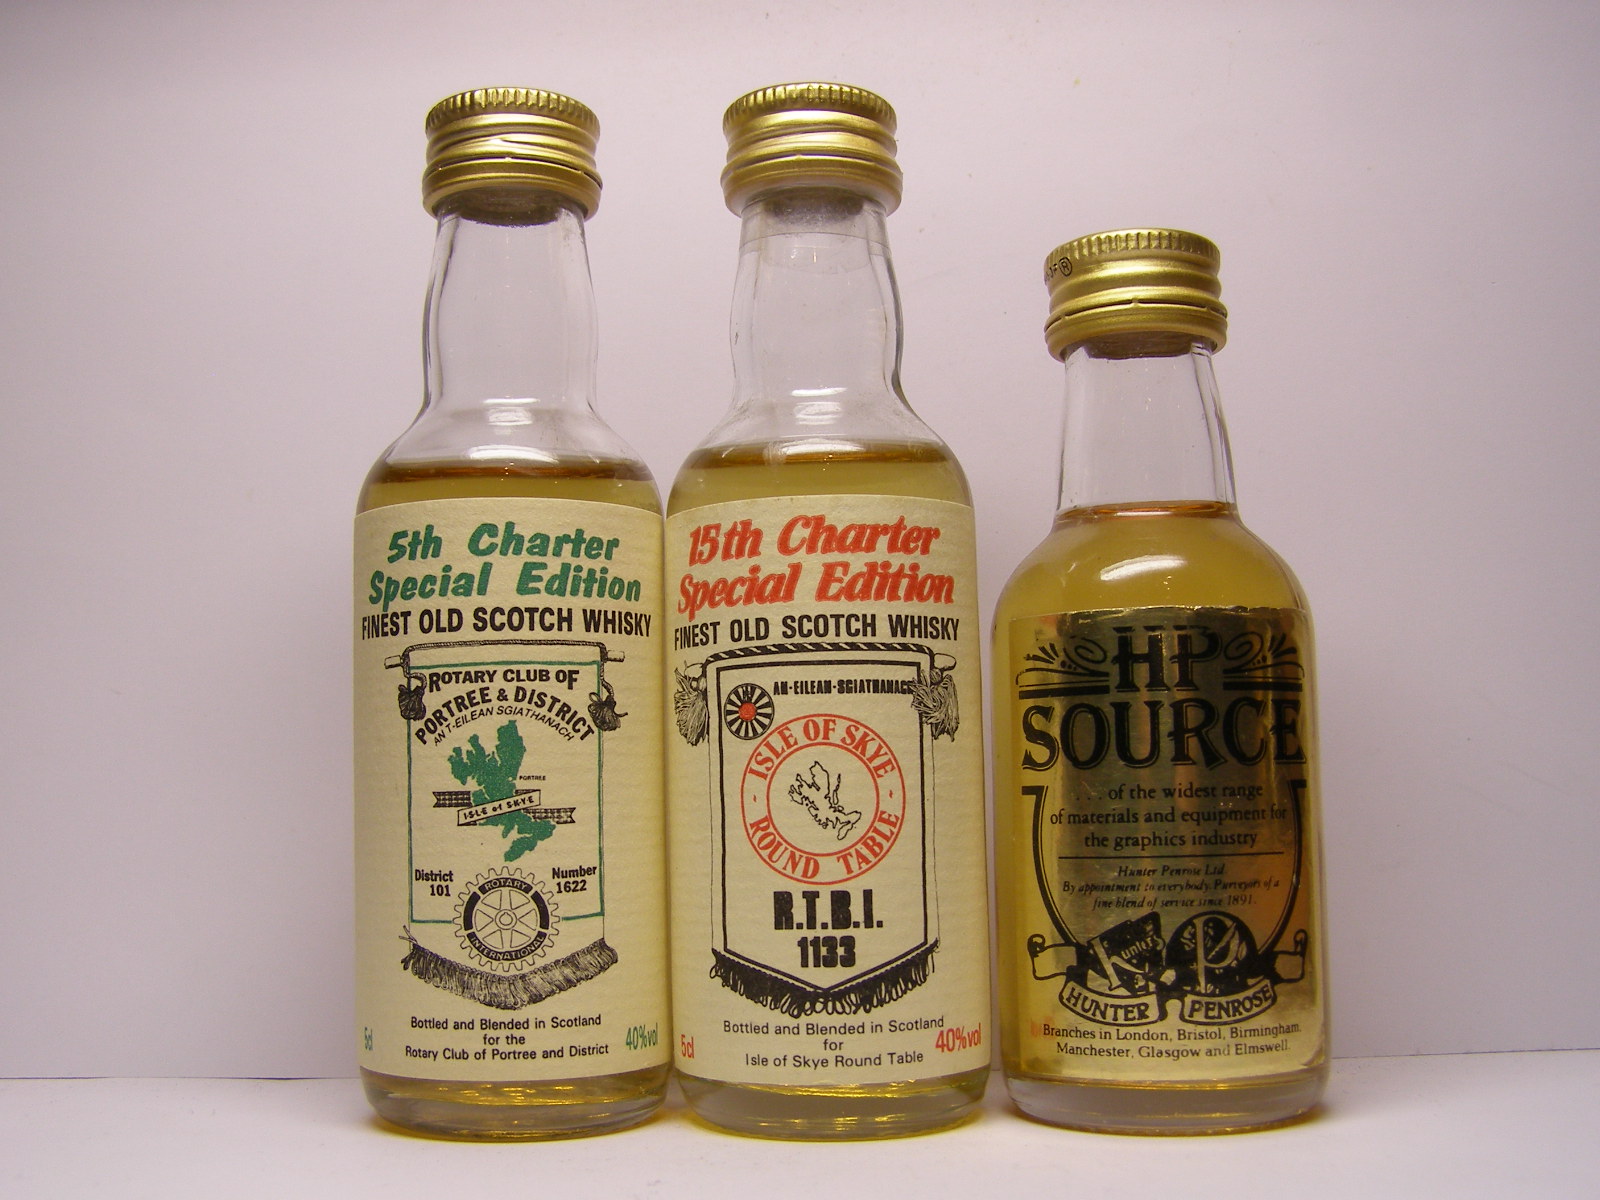 5th Charter
Special Edition
FINEST OLD SCOTCH WHISKY
ROTARY CLUB OF
PORTREE & DISTRICT
AN T-EILEAN SGIATHANACH
PORTREE
ISLE of SKYE
District
101
Number
1622
ROTARY
INTERNATIONAL
Bottled and Blended in Scotland
for the
Rotary Club of Portree and District
5cl
40%vol
15th Charter
Special Edition
FINEST OLD SCOTCH WHISKY
AN-EILEAN-SGIATHANACH
ISLE OF SKYE
ROUND TABLE
R.T.B.I.
1133
Bottled and Blended in Scotland
for
Isle of Skye Round Table
5cl
40%vol
HP
SOURCE
. . . of the widest range
of materials and equipment for
the graphics industry
Hunter Penrose Ltd.
By appointment to everybody. Purveyors of a
fine blend of service since 1891.
Hunter
P
HUNTER PENROSE
Branches in London, Bristol, Birmingham,
Manchester, Glasgow and Elmswell.